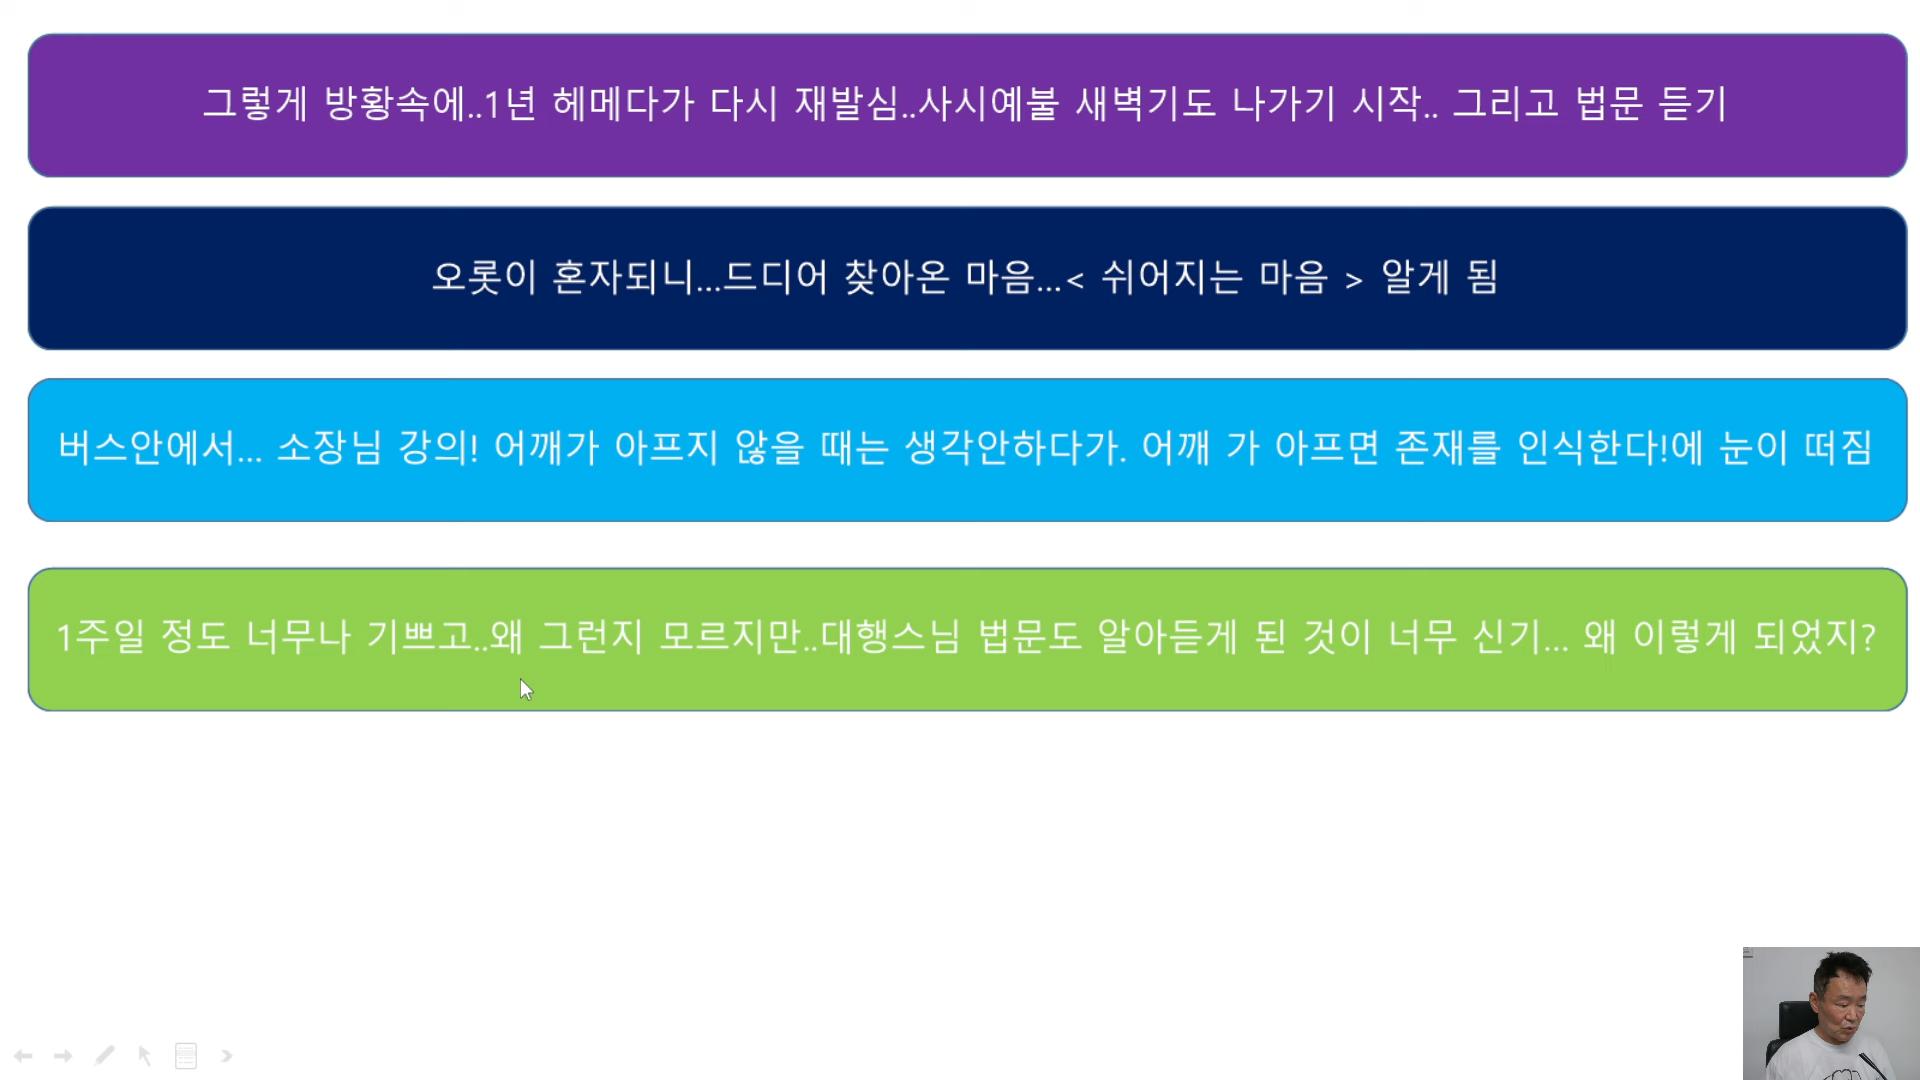 그렇게 방황속에..1년 헤메다가 다시 재발심..사시예불 새벽기도 나가기 시작.. 그리고 법문 듣기
오롯이 혼자되니...드디어 찾아온 마음...< 쉬어지는 마음 > 알게 됨
버스안에서... 소장님 강의! 어깨가 아프지 않을 때는 생각안하다가. 어깨 가 아프면 존재를 인식한다!에 눈이 떠짐
1주일 정도 너무나 기쁘고..왜 그런지 모르지만..대행스님 법문도 알아듣게 된 것이 너무 신기... 왜 이렇게 되었지?